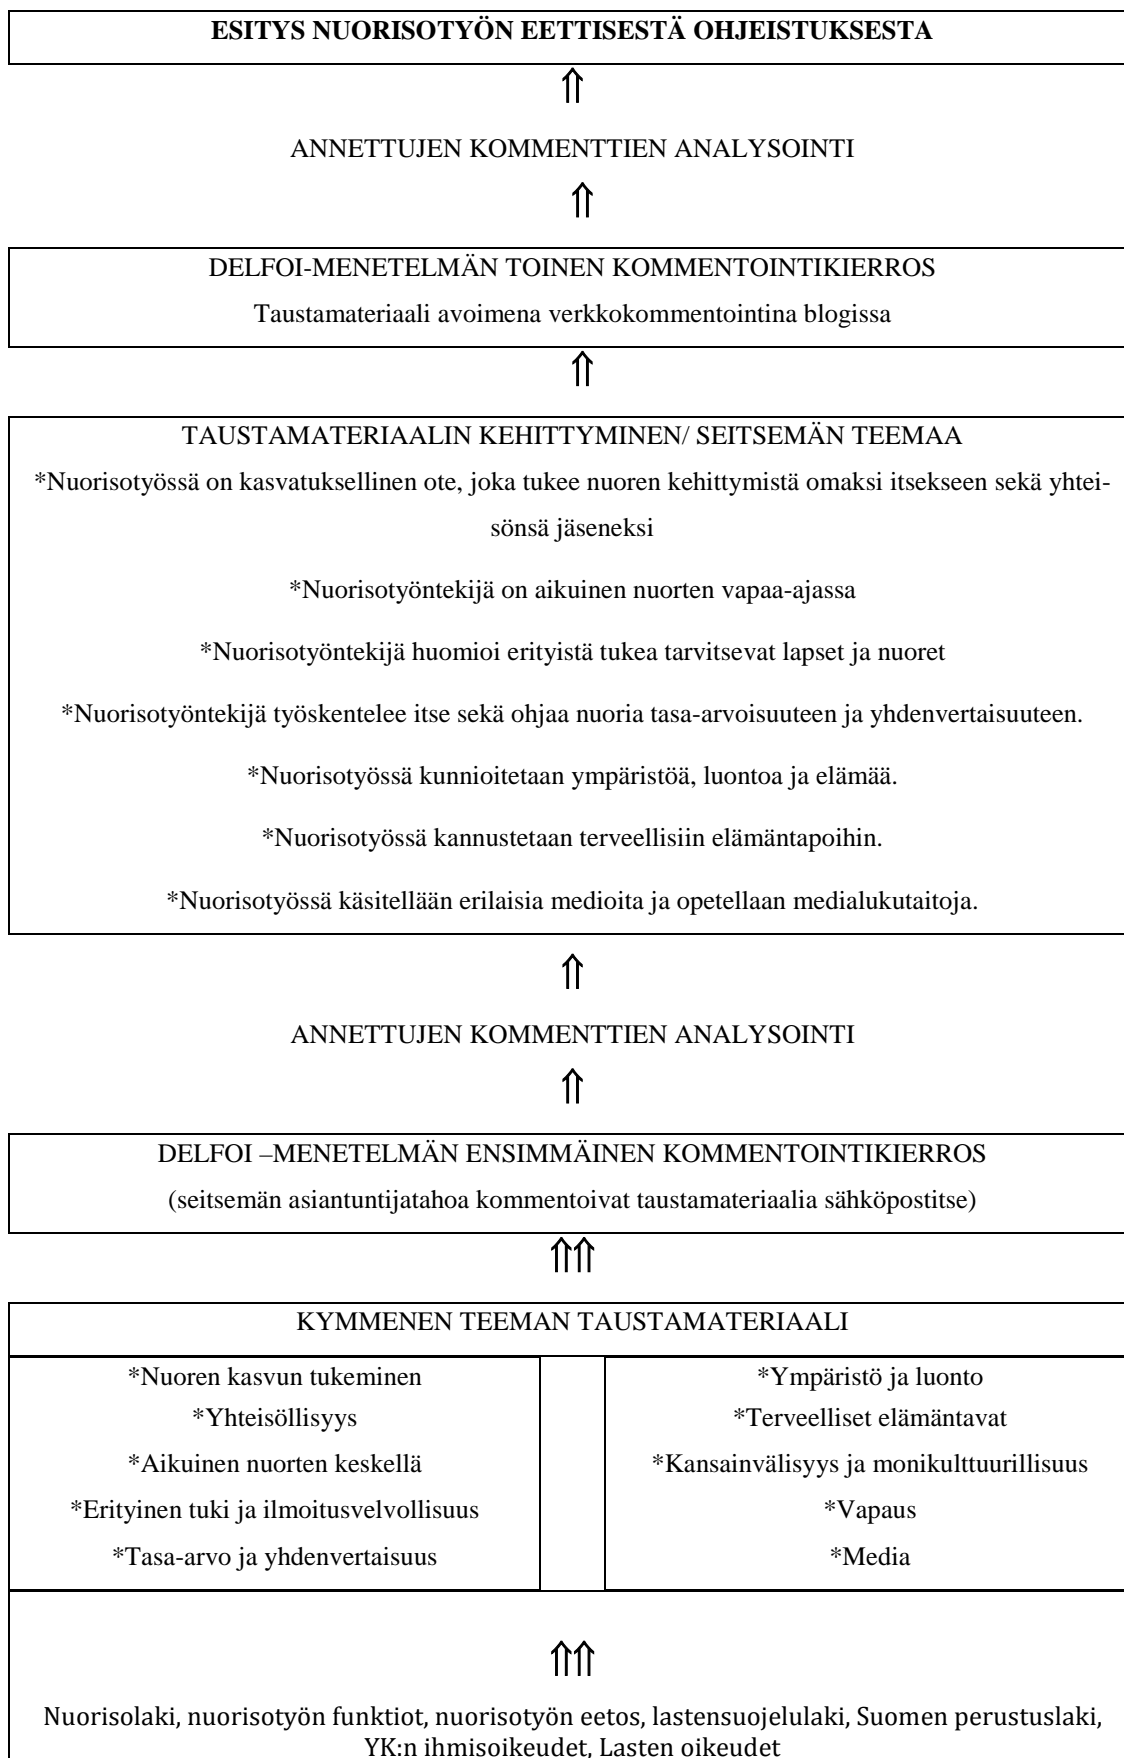 ESITYS NUORISOTYÖN EETTISESTÄ OHJEISTUKSESTA
⇑
ANNETTUJEN KOMMENTTIEN ANALYSOINTI
⇑
DELFOI-MENETELMÄN TOINEN KOMMENTOINTIKIERROS
Taustamateriaali avoimena verkkokommentointina blogissa
⇑
TAUSTAMATERIAALIN KEHITTYMINEN/ SEITSEMÄN TEEMAA
*Nuorisotyössä on kasvatuksellinen ote, joka tukee nuoren kehittymistä omaksi itsekseen sekä yhtei-
sönsä jäseneksi
*Nuorisotyöntekijä on aikuinen nuorten vapaa-ajassa
*Nuorisotyöntekijä huomioi erityistä tukea tarvitsevat lapset ja nuoret
*Nuorisotyöntekijä työskentelee itse sekä ohjaa nuoria tasa-arvoisuuteen ja yhdenvertaisuuteen.
*Nuorisotyössä kunnioitetaan ympäristöä, luontoa ja elämää.
*Nuorisotyössä kannustetaan terveellisiin elämäntapoihin.
*Nuorisotyössä käsitellään erilaisia medioita ja opetellaan medialukutaitoja.
⇑
ANNETTUJEN KOMMENTTIEN ANALYSOINTI
⇑
DELFOI –MENETELMÄN ENSIMMÄINEN KOMMENTOINTIKIERROS
(seitsemän asiantuntijatahoa kommentoivat taustamateriaalia sähköpostitse)
⇑⇑
KYMMENEN TEEMAN TAUSTAMATERIAALI
*Nuoren kasvun tukeminen
*Yhteisöllisyys
*Aikuinen nuorten keskellä
*Erityinen tuki ja ilmoitusvelvollisuus
*Tasa-arvo ja yhdenvertaisuus
*Ympäristö ja luonto
*Terveelliset elämäntavat
*Kansainvälisyys ja monikulttuurillisuus
*Vapaus
*Media
⇑⇑
Nuorisolaki, nuorisotyön funktiot, nuorisotyön eetos, lastensuojelulaki, Suomen perustuslaki,
YK:n ihmisoikeudet, Lasten oikeudet